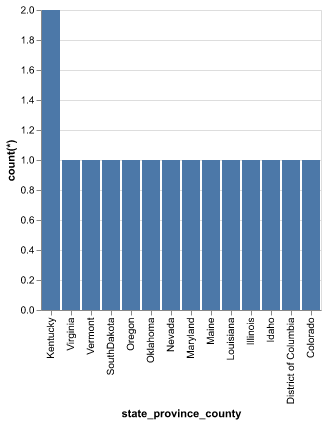 2.0
1.8
1.6
1.4
1.2
1.0
0.8
0.6
0.4
0.2
0.0
count(*)
Kentucky
Virginia
Vermont
SouthDakota
Oregon
Oklahoma
Nevada
Maryland
Maine
Louisiana
Illinois
Idaho
District of Columbia
Colorado
state_province_county